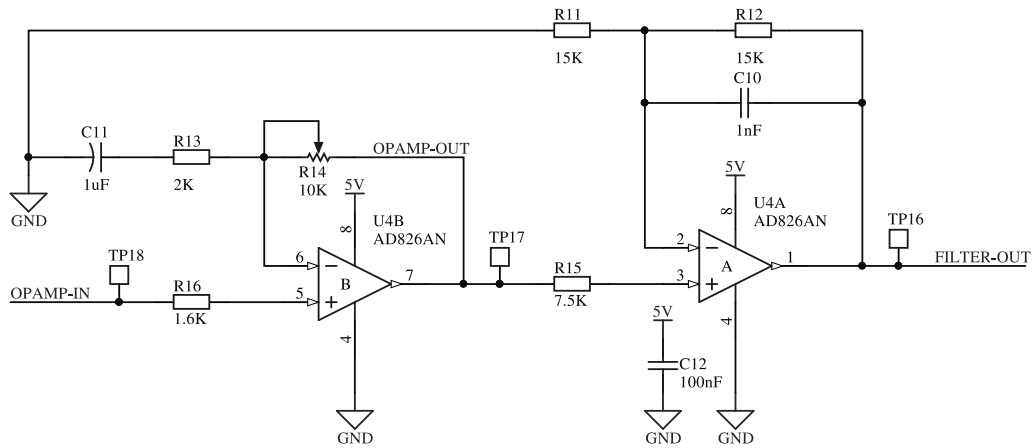 R11
15K
R12
15K
C10
1nF
C11
1uF
R13
2K
GND
R14
10K
OPAMP-OUT
5V
8
U4B
AD826AN
6
B
7
5
4
GND
TP18
OPAMP-IN
R16
1.6K
TP17
R15
7.5K
5V
8
U4A
AD826AN
2
A
1
3
4
GND
5V
C12
100nF
GND
TP16
FILTER-OUT